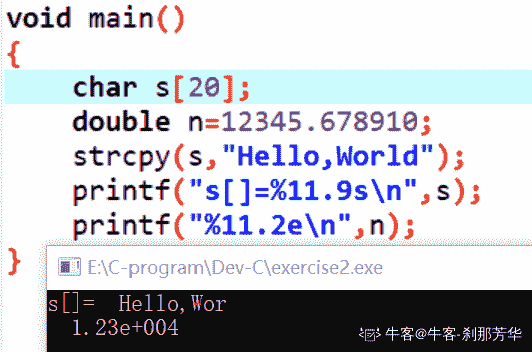 void main()
{
char s[20];
double n=12345.678910;
strcpy(s,"Hello,World");
printf("s[]=%11.9s\n",s);
printf("%11.2e\n",n);
}
E:\C-program\Dev-C\exercise2.exe
s[]=  Hello,Wor
  1.23e+004
牛客@牛客-刹那芳华